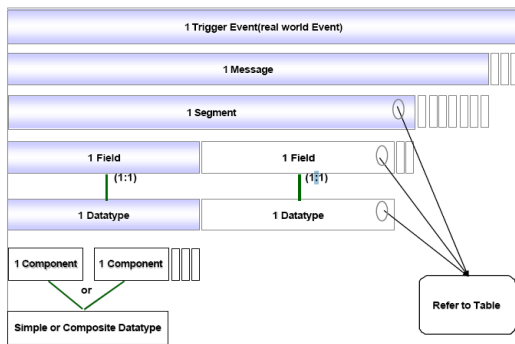 1 Trigger Event(real world Event)
1 Message
1 Segment
1 Field
1 Field
(1:1)
(1:1)
1 Datatype
1 Datatype
1 Component
1 Component
or
Refer to Table
Simple or Composite Datatype